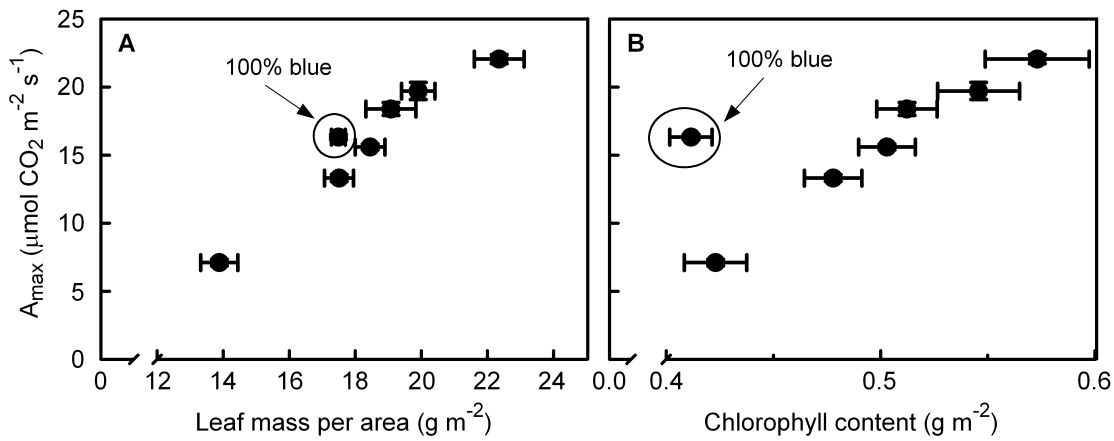 A
B
100% blue
100% blue
25
20
15
10
5
0
Amax (μmol CO2 m-2 s-1)
0 12 14 16 18 20 22 24
0.0 0.4 0.5 0.6
Leaf mass per area (g m-2)
Chlorophyll content (g m-2)